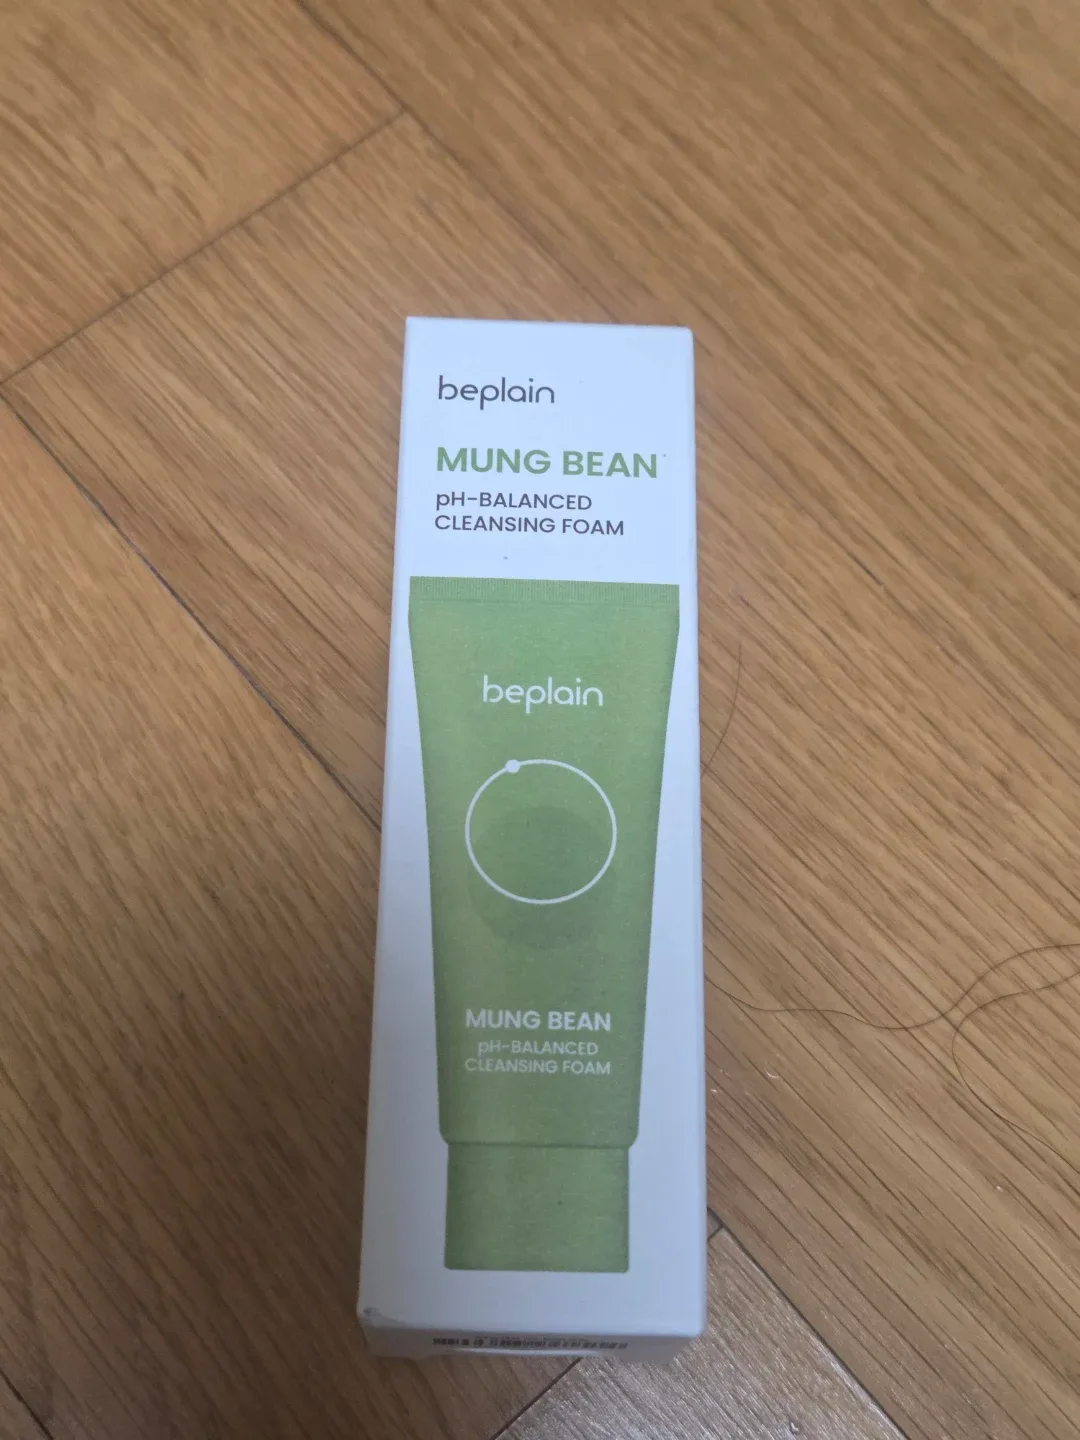 beplain
MUNG BEAN
pH-BALANCED
CLEANSING FOAM
beplain
MUNG BEAN
pH-BALANCED
CLEANSING FOAM